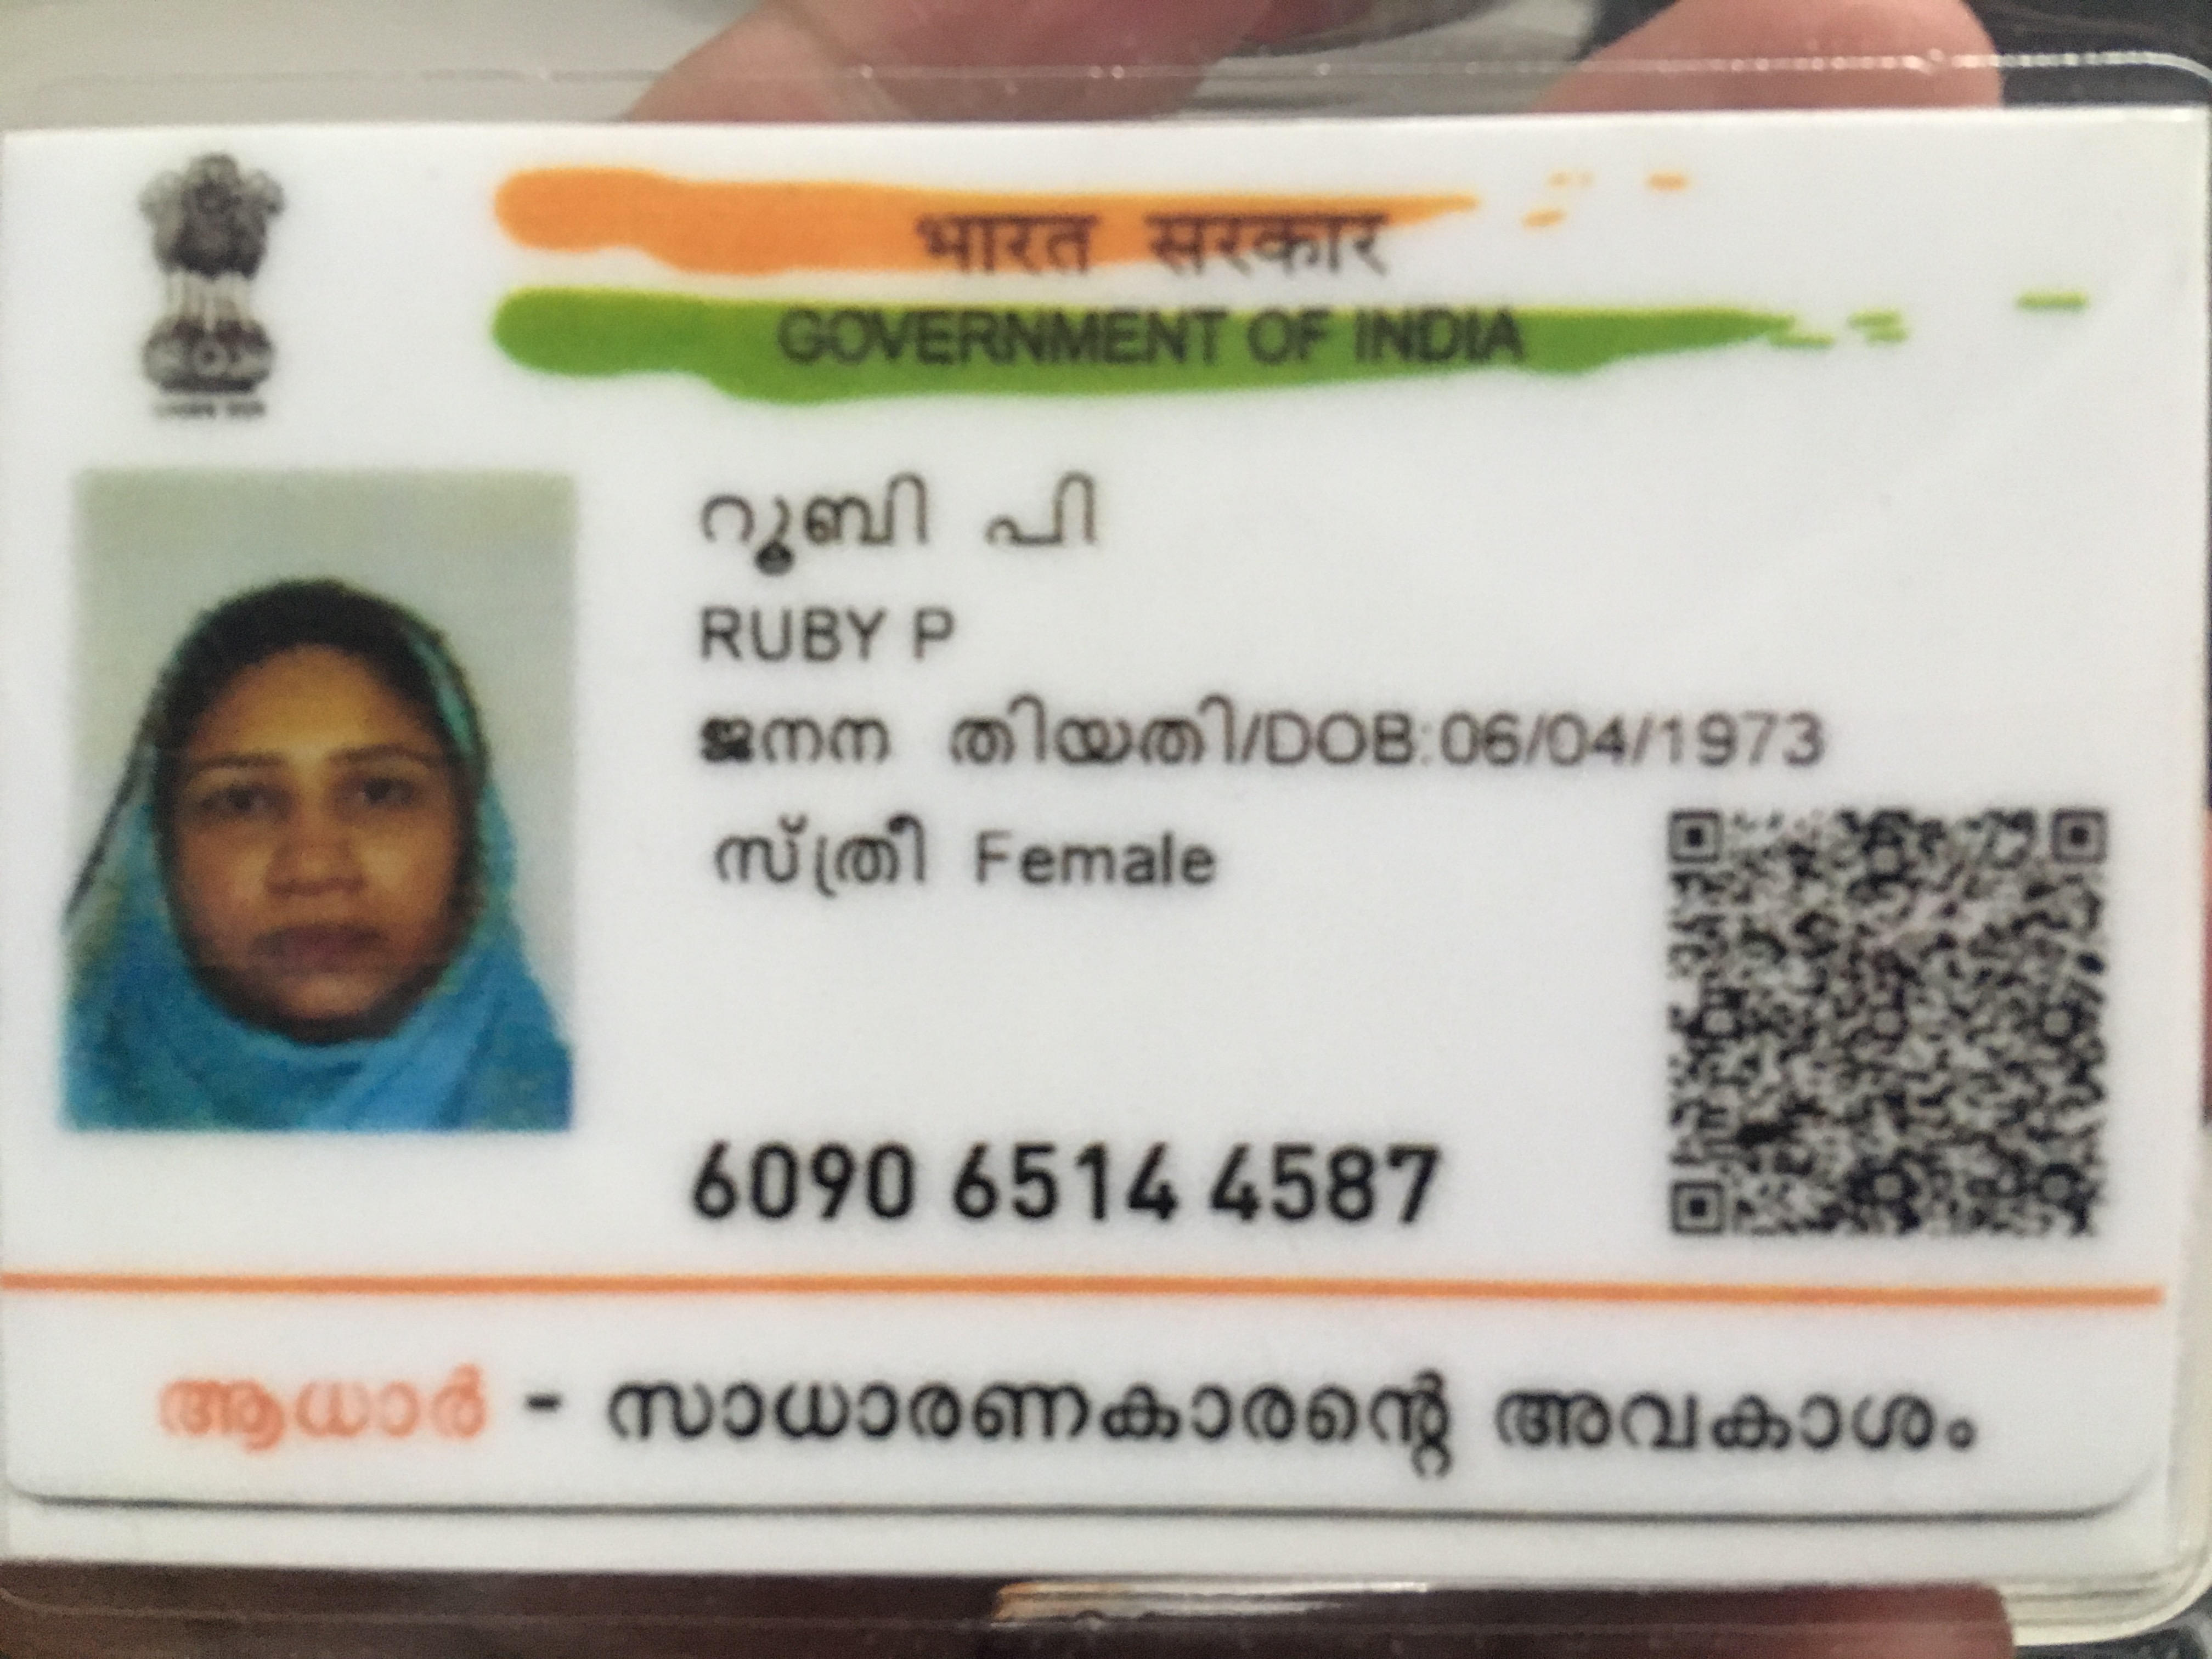 भारत सरकार
GOVERNMENT OF INDIA
റൂബി പി
RUBY P
ജനന തിയതി/DOB:06/04/1973
സ്ത്രീ Female
6090 6514 4587
ആധാർ - സാധാരണകാരന്റെ അവകാശം